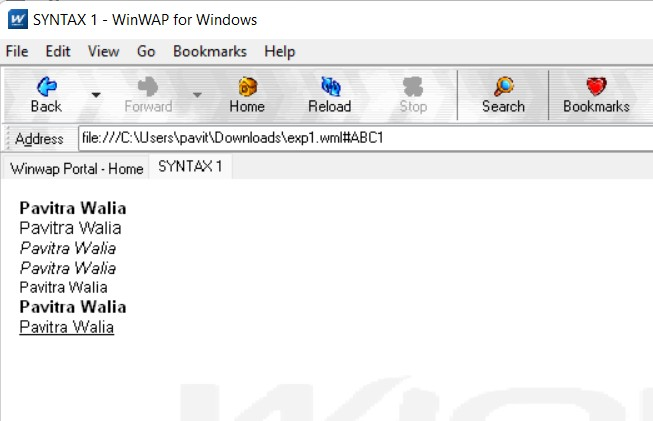 SYNTAX 1 - WinWAP for Windows
File Edit View Go Bookmarks Help
Back Forward Home Reload Stop Search Bookmarks
Address file:///C:\Users\pavit\Downloads\exp1.wml#ABC1
Winwap Portal - Home SYNTAX 1
Pavitra Walia
Pavitra Walia
Pavitra Walia
Pavitra Walia
Pavitra Walia
Pavitra Walia
Pavitra Walia